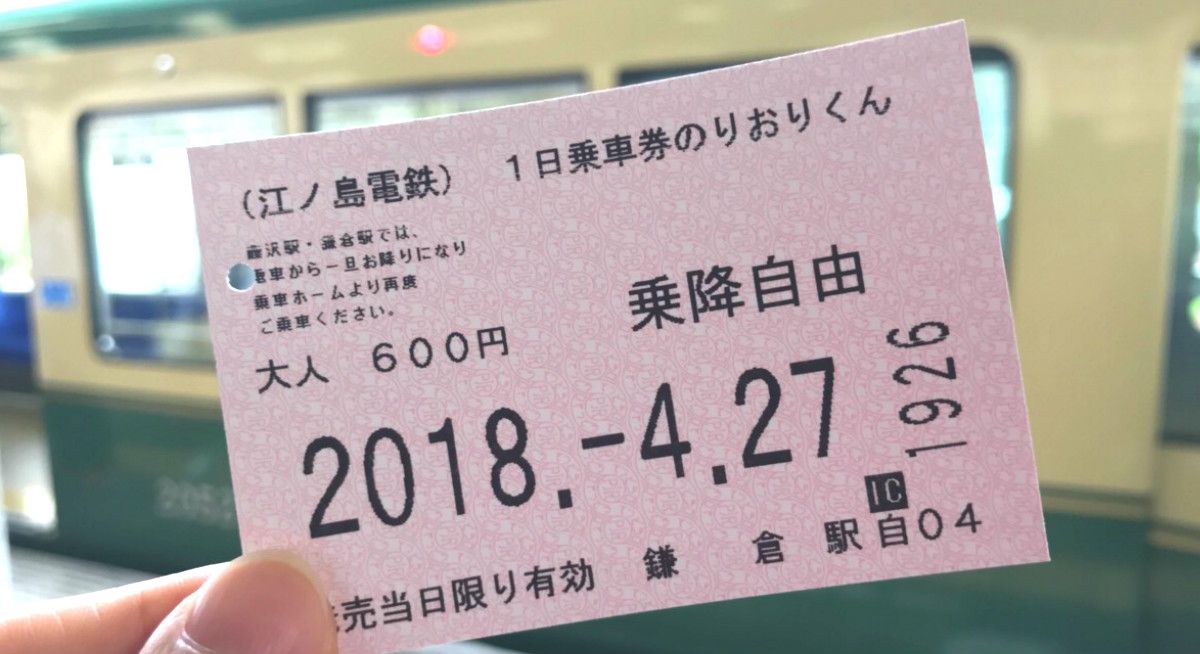 (江ノ島電鉄) 1日乗車券のりおりくん
藤沢駅・鎌倉駅では、
電車から一旦お降りになり
乗車ホームより再度
ご乗車ください。
乗降自由
大人 600円
1926
2018.-4.27
IC
売当日限り有効 鎌倉駅自04